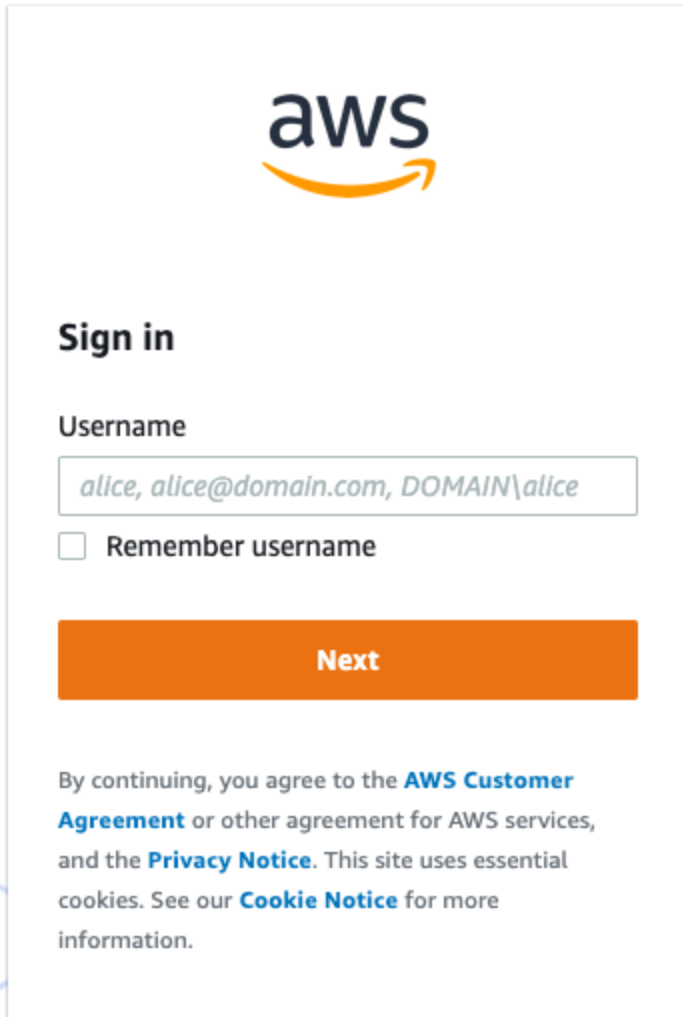 aws
Sign in
Username
alice, alice@domain.com, DOMAIN\alice
Remember username
Next
By continuing, you agree to the AWS Customer
Agreement or other agreement for AWS services,
and the Privacy Notice. This site uses essential
cookies. See our Cookie Notice for more
information.